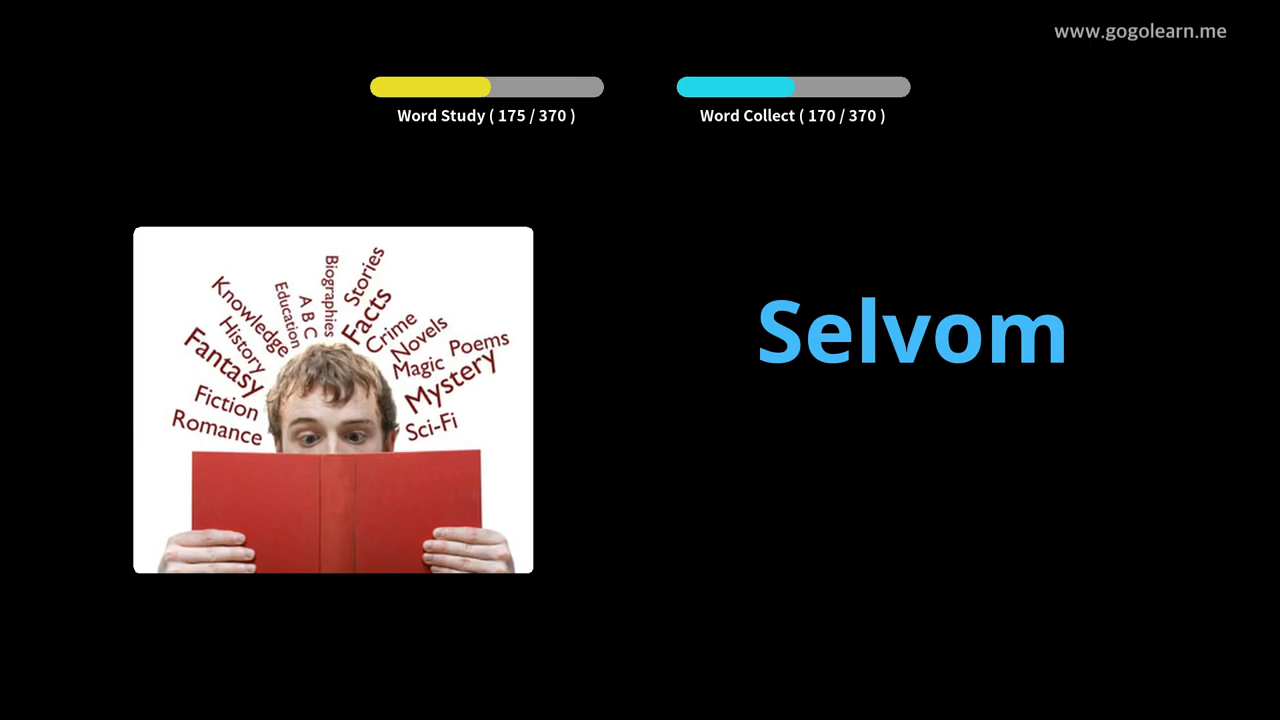 www.gogolearn.me
Word Study ( 175 / 370 )
Word Collect ( 170 / 370 )
Selvom
Biographies
Stories
Education
A B C
Facts
Knowledge
History
Crime
Novels
Poems
Fantasy
Magic
Mystery
Fiction
Romance
Sci-Fi